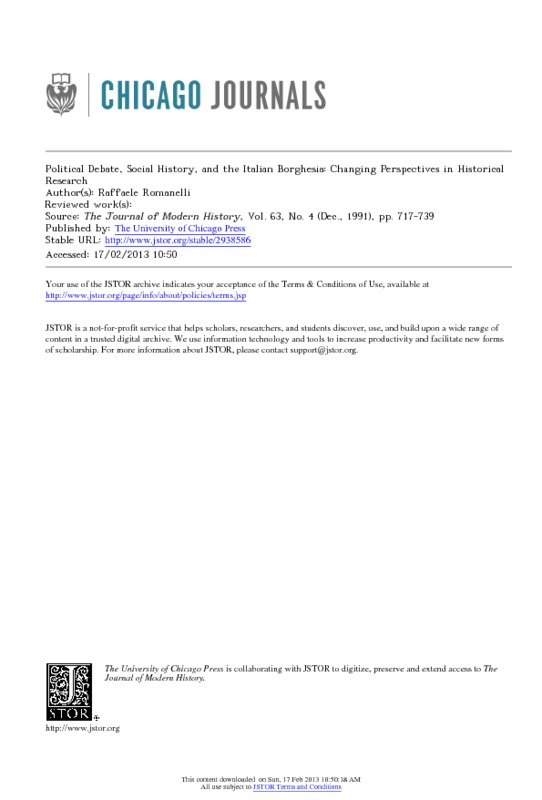 CHICAGO JOURNALS
Political Debate, Social History, and the Italian Borghesia: Changing Perspectives in Historical
Research
Author(s): Raffaele Romanelli
Reviewed work(s):
Source: The Journal of Modern History, Vol. 63, No. 4 (Dec., 1991), pp. 717-739
Published by: The University of Chicago Press
Stable URL: http://www.jstor.org/stable/2938586
Accessed: 17/02/2013 10:50
Your use of the JSTOR archive indicates your acceptance of the Terms & Conditions of Use, available at
http://www.jstor.org/page/info/about/policies/terms.jsp
JSTOR is a not-for-profit service that helps scholars, researchers, and students discover, use, and build upon a wide range of
content in a trusted digital archive. We use information technology and tools to increase productivity and facilitate new forms
of scholarship. For more information about JSTOR, please contact support@jstor.org.
The University of Chicago Press is collaborating with JSTOR to digitize, preserve and extend access to The
Journal of Modern History.
JSTOR
http://www.jstor.org
This content downloaded on Sun, 17 Feb 2013 10:50:18 AM
All use subject to JSTOR Terms and Conditions